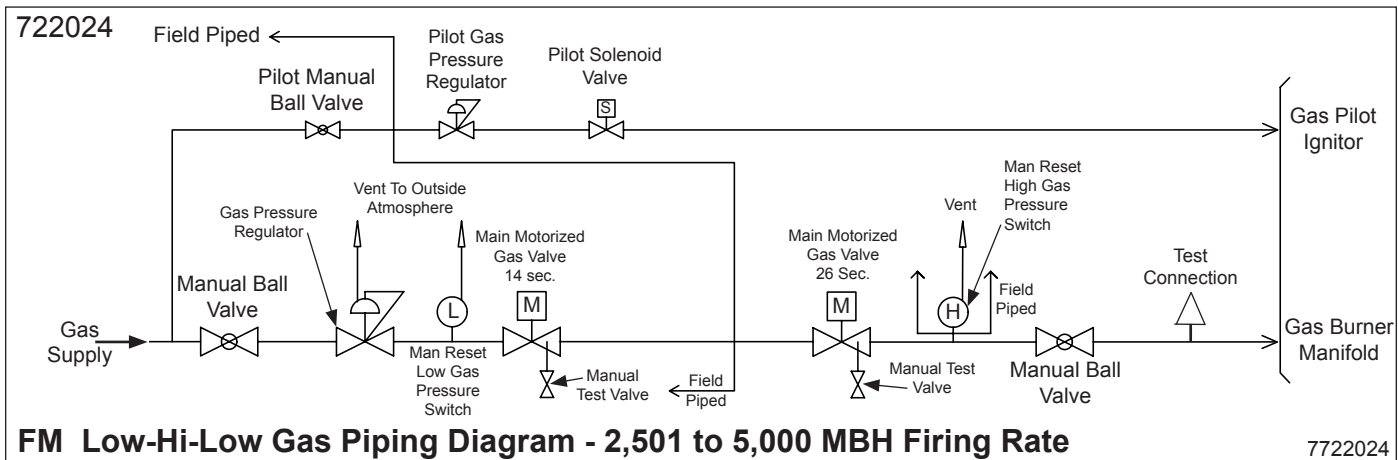 722024
Field Piped
Pilot Gas
Pressure
Regulator
Pilot Solenoid
Valve
Pilot Manual
Ball Valve
S
Gas Pilot
Ignitor
Vent To Outside
Atmosphere
Gas Pressure
Regulator
Main Motorized
Gas Valve
14 sec.
Main Motorized
Gas Valve
26 Sec.
Vent
Man Reset
High Gas
Pressure
Switch
Test
Connection
Manual Ball
Valve
L
M
M
H
Field
Piped
Gas
Supply
Gas Burner
Manifold
Man Reset
Low Gas
Pressure
Switch
Manual
Test Valve
Field
Piped
Manual Test
Valve
Manual Ball
Valve
FM Low-Hi-Low Gas Piping Diagram - 2,501 to 5,000 MBH Firing Rate
7722024